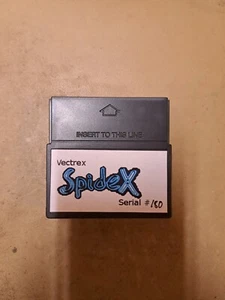 INSERT TO THIS LINE
Vectrex
SpideX
Serial #180